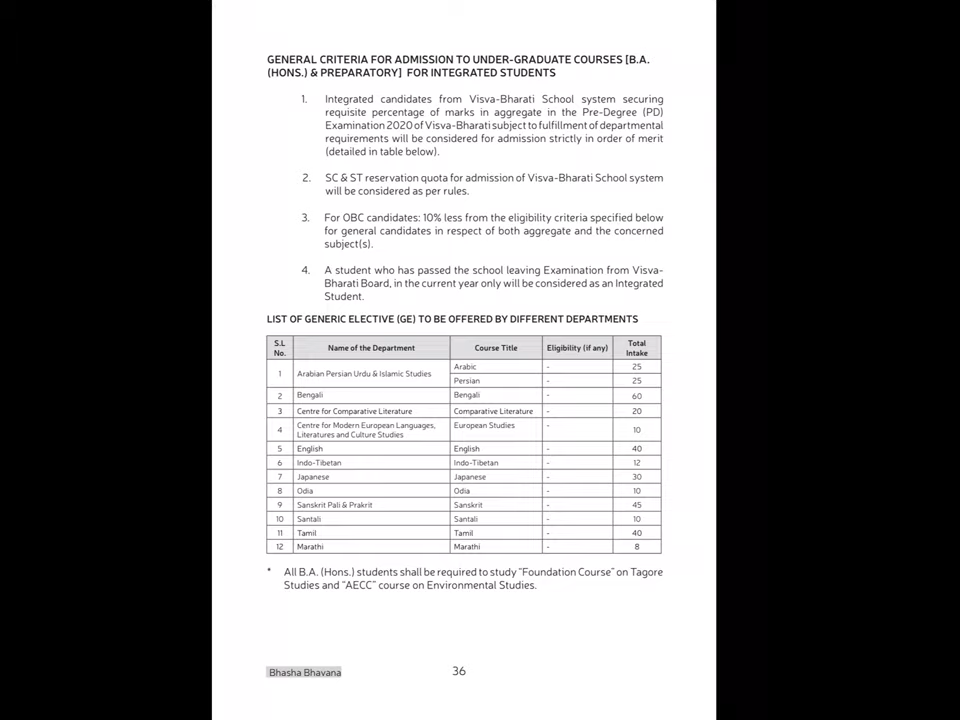 GENERAL CRITERIA FOR ADMISSION TO UNDER-GRADUATE COURSES [B.A.
(HONS.) & PREPARATORY] FOR INTEGRATED STUDENTS
1. Integrated candidates from Visva-Bharati School system securing
requisite percentage of marks in aggregate in the Pre-Degree (PD)
Examination 2020 of Visva-Bharati subject to fulfillment of departmental
requirements will be considered for admission strictly in order of merit
(detailed in table below).
2. SC & ST reservation quota for admission of Visva-Bharati School system
will be considered as per rules.
3. For OBC candidates: 10% less from the eligibility criteria specified below
for general candidates in respect of both aggregate and the concerned
subject(s).
4. A student who has passed the school leaving Examination from Visva-
Bharati Board, in the current year only will be considered as an Integrated
Student.
LIST OF GENERIC ELECTIVE (GE) TO BE OFFERED BY DIFFERENT DEPARTMENTS
S.L No. Name of the Department Course Title Eligibility (if any) Total Intake
1 Arabian Persian Urdu & Islamic Studies Arabic - 25
Persian - 25
2 Bengali Bengali - 60
3 Centre for Comparative Literature Comparative Literature - 20
4 Centre for Modern European Languages, Literatures and Culture Studies European Studies - 10
5 English English - 40
6 Indo-Tibetan Indo-Tibetan - 12
7 Japanese Japanese - 30
8 Odia Odia - 10
9 Sanskrit Pali & Prakrit Sanskrit - 45
10 Santali Santali - 10
11 Tamil Tamil - 40
12 Marathi Marathi - 8
* All B.A. (Hons.) students shall be required to study "Foundation Course" on Tagore
Studies and "AECC" course on Environmental Studies.
Bhasha Bhavana 36